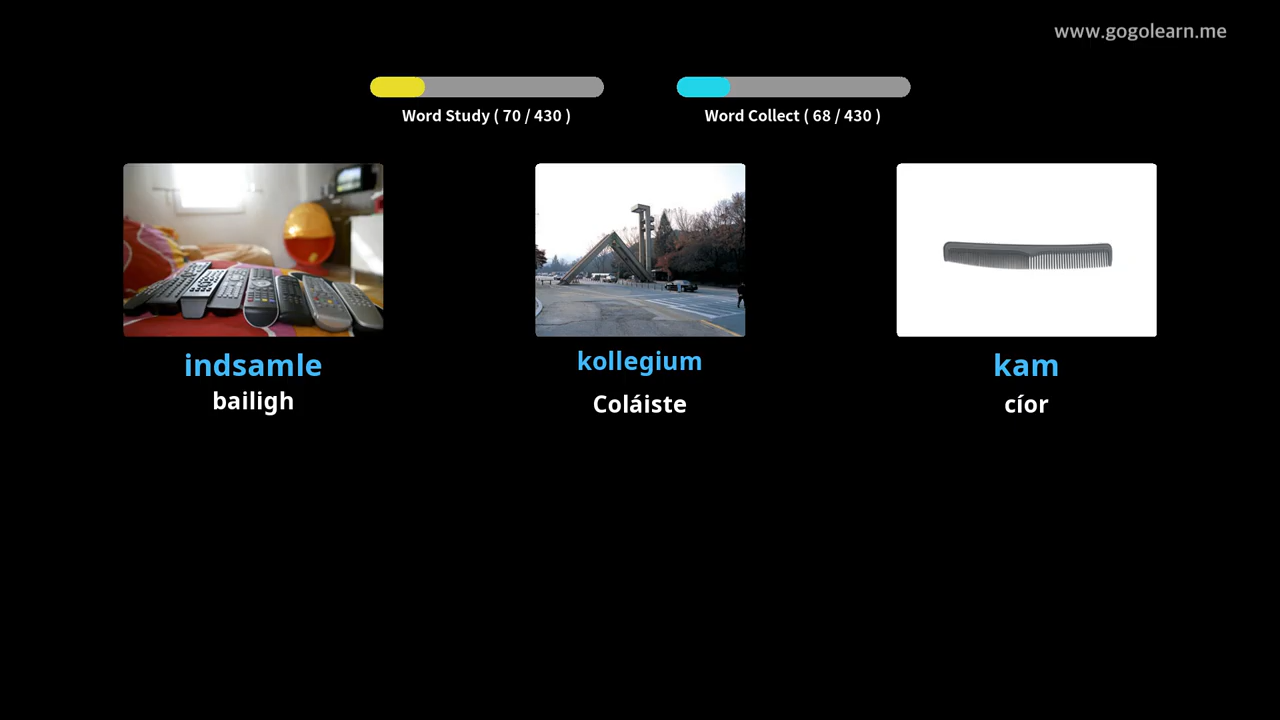 www.gogolearn.me
Word Study ( 70 / 430 )
Word Collect ( 68 / 430 )
indsamle
bailigh
kollegium
Coláiste
kam
cíor